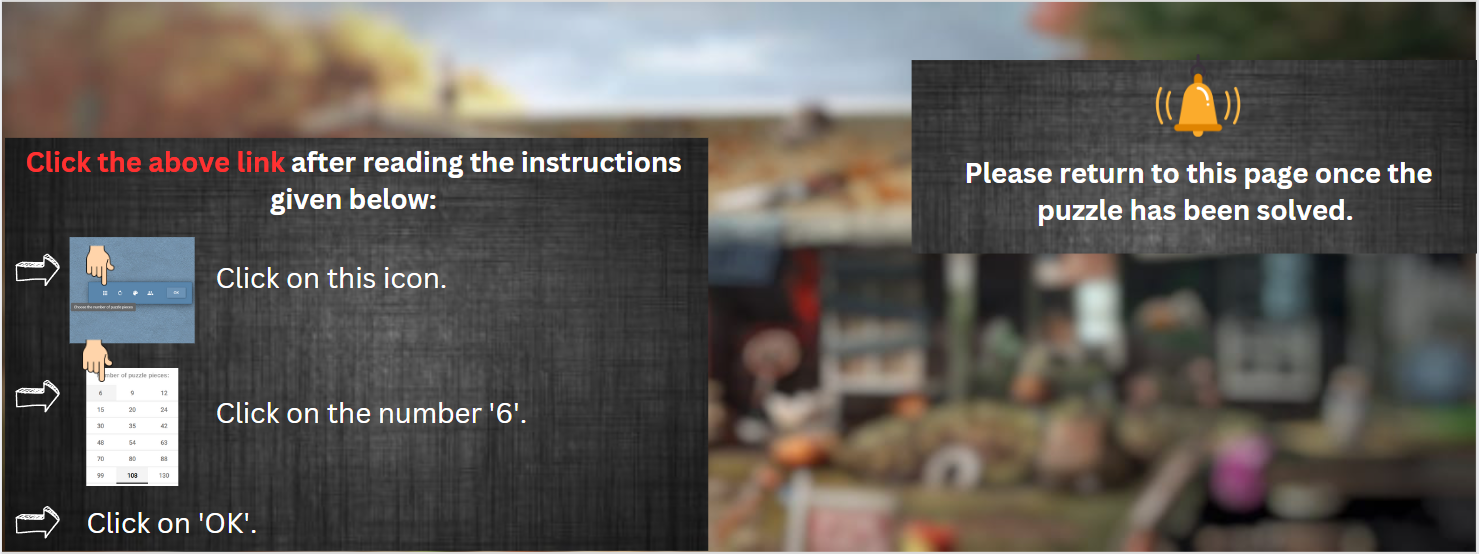 Click the above link after reading the instructions
given below:
Click on this icon.
OK
Choose the number of puzzle pieces
Click on the number '6'.
number of puzzle pieces:
6 9 12
15 20 24
30 35 42
48 54 63
70 80 88
99 108 130
Click on 'OK'.
Please return to this page once the
puzzle has been solved.